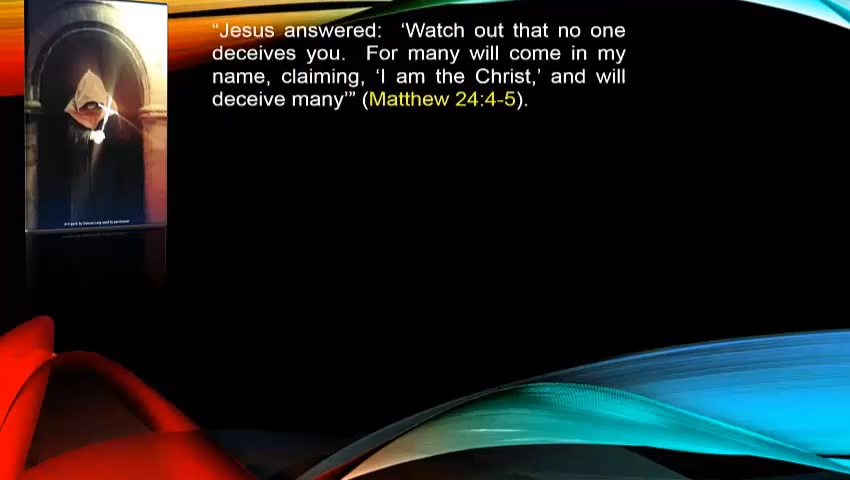 “Jesus answered: ‘Watch out that no one
deceives you. For many will come in my
name, claiming, ‘I am the Christ,’ and will
deceive many’” (Matthew 24:4-5).